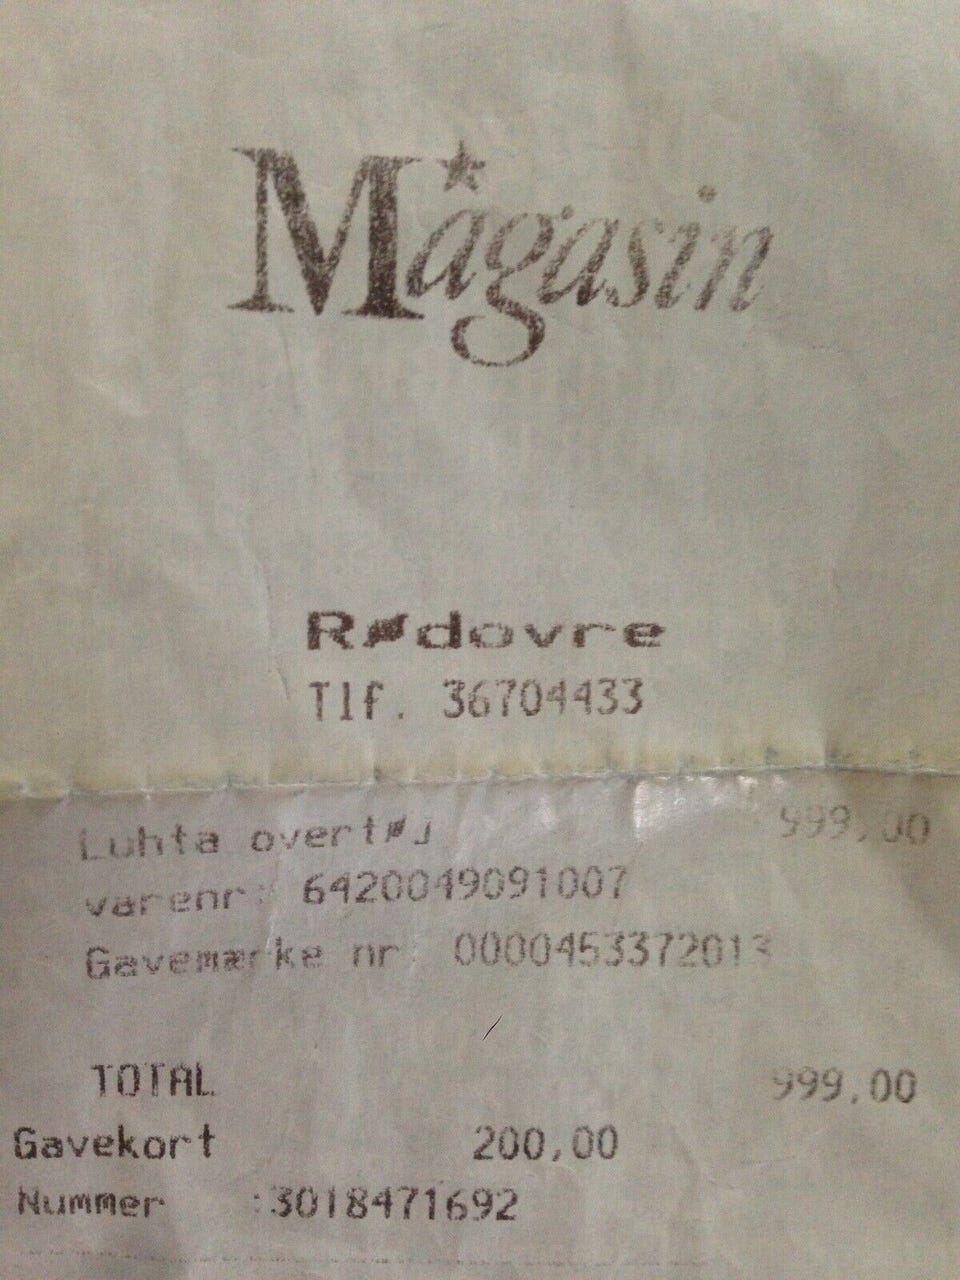 Magasin
Rødovre
Tlf. 36704433
Luhta overtøj 999,00
varenr: 6420049091007
Gavemærke nr: 0000453372013
TOTAL 999,00
Gavekort 200,00
Nummer :3018471692